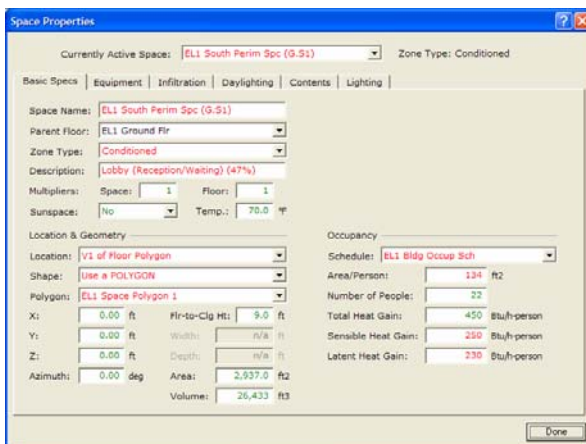 Space Properties
Currently Active Space: EL1 South Perim Spc (G.S1) Zone Type: Conditioned
Basic Specs Equipment Infiltration Daylighting Contents Lighting
Space Name: EL1 South Perim Spc (G.S1)
Parent Floor: EL1 Ground Flr
Zone Type: Conditioned
Description: Lobby (Reception/Waiting) (47%)
Multipliers: Space: 1 Floor: 1
Sunspace: No Temp.: 70.0 °F
Location & Geometry
Location: V1 of Floor Polygon
Shape: Use a POLYGON
Polygon: EL1 Space Polygon 1
X: 0.00 ft Flr-to-Clg Ht: 9.0 ft
Y: 0.00 ft Width: n/a ft
Z: 0.00 ft Depth: n/a ft
Azimuth: 0.00 deg Area: 2,937.0 ft2
Volume: 26,433 ft3
Occupancy
Schedule: EL1 Bldg Occup Sch
Area/Person: 134 ft2
Number of People: 22
Total Heat Gain: 450 Btu/h-person
Sensible Heat Gain: 250 Btu/h-person
Latent Heat Gain: 230 Btu/h-person
Done